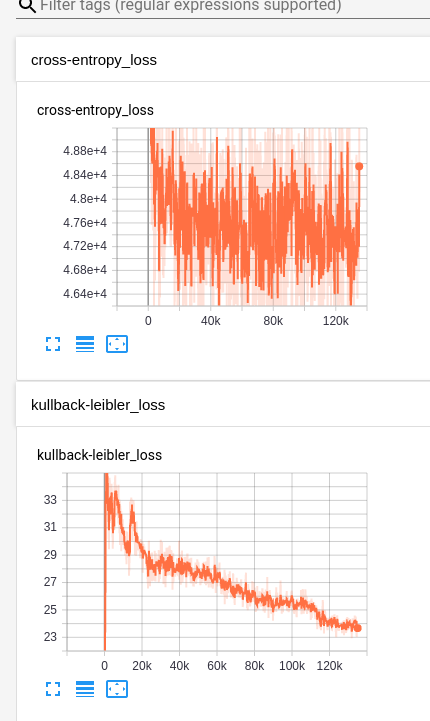 Filter tags (regular expressions supported)
cross-entropy_loss
cross-entropy_loss
4.88e+4
4.84e+4
4.8e+4
4.76e+4
4.72e+4
4.68e+4
4.64e+4
0 40k 80k 120k
kullback-leibler_loss
kullback-leibler_loss
33
31
29
27
25
23
0 20k 40k 60k 80k 100k 120k